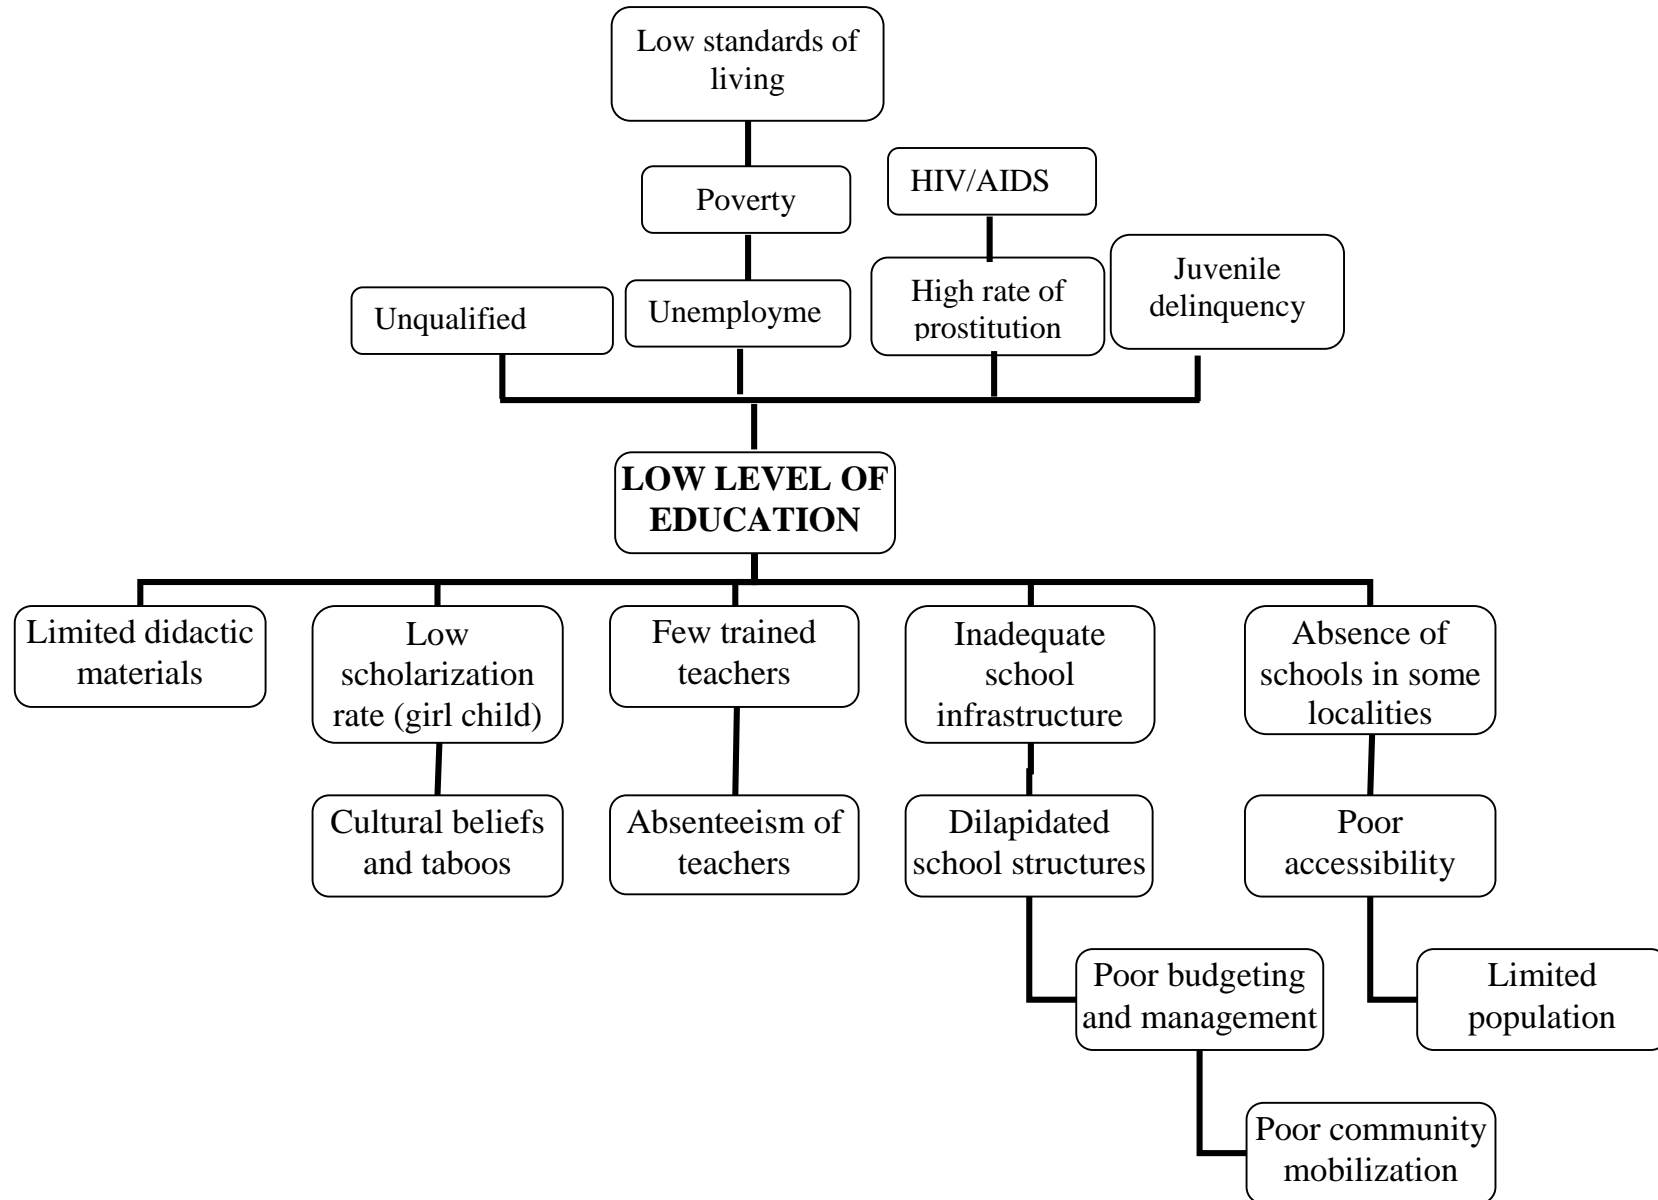 Low standards of
living
HIV/AIDS
Poverty
Juvenile
delinquency
High rate of
prostitution
Unqualified
Unemployme
LOW LEVEL OF
EDUCATION
Limited didactic
materials
Low
scholarization
rate (girl child)
Few trained
teachers
Inadequate
school
infrastructure
Absence of
schools in some
localities
Cultural beliefs
and taboos
Absenteeism of
teachers
Dilapidated
school structures
Poor
accessibility
Poor budgeting
and management
Limited
population
Poor community
mobilization